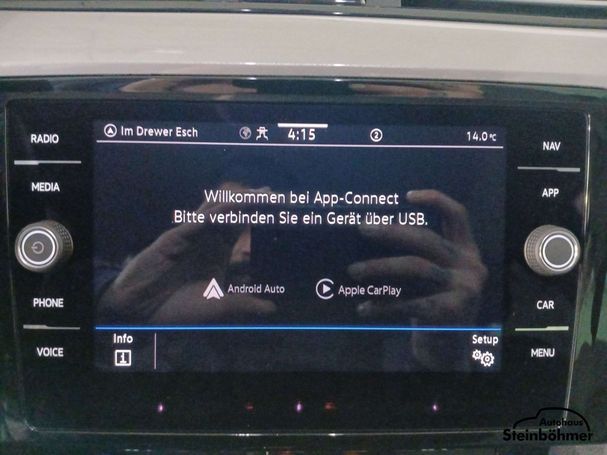 RADIO
MEDIA
PHONE
VOICE
Im Drewer Esch
4:15
2
14.0°C
Willkommen bei App-Connect
Bitte verbinden Sie ein Gerät über USB.
Android Auto
Apple CarPlay
Info
Setup
NAV
APP
CAR
MENU
Autohaus
Steinböhmer